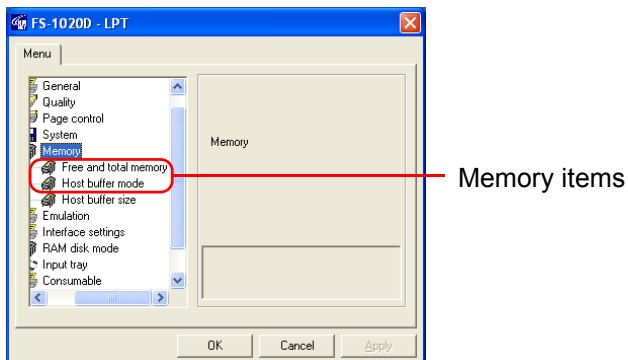 FS-1020D - LPT
Menu
General
Quality
Page control
System
Memory
Free and total memory
Host buffer mode
Host buffer size
Emulation
Interface settings
RAM disk mode
Input tray
Consumable
Memory
Memory items
OK Cancel Apply